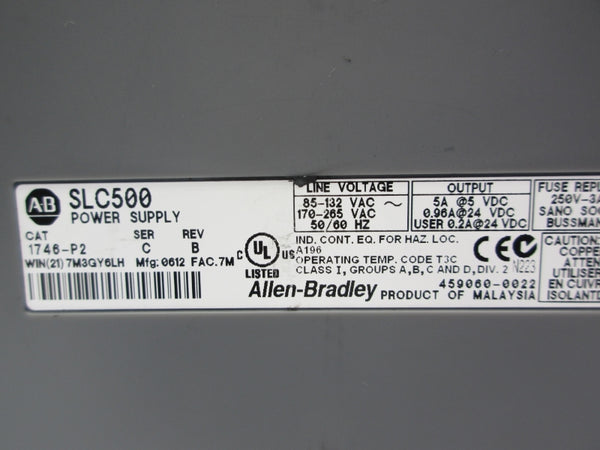 AB SLC500
POWER SUPPLY
CAT SER REV
1746-P2 C B
WIN(21) 7M3GY6LH Mfg: 0612 FAC.7M
C UL US
LISTED
LINE VOLTAGE
85-132 VAC ~
170-265 VAC
50/60 HZ
OUTPUT
5A @5 VDC
0.96A@24 VDC
USER 0.2A@24 VDC
FUSE REPL
250V-3A
SANO SO
BUSSMAN
IND. CONT. EQ. FOR HAZ. LOC.
A196
OPERATING TEMP. CODE T3C
CLASS I, GROUPS A, B, C AND D, DIV. 2
CE
N223
Allen-Bradley
459060-0022
PRODUCT OF MALAYSIA
CAUTION:
COPPE
ATTEN
UTILISER
EN CUIVR
ISOLANT